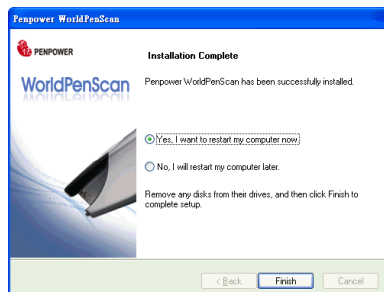 Penpower WorldPenScan
PENPOWER
WorldPenScan
Installation Complete
Penpower WorldPenScan has been successfully installed.
Yes, I want to restart my computer now.
No, I will restart my computer later.
Remove any disks from their drives, and then click Finish to
complete setup.
< Back
Finish
Cancel